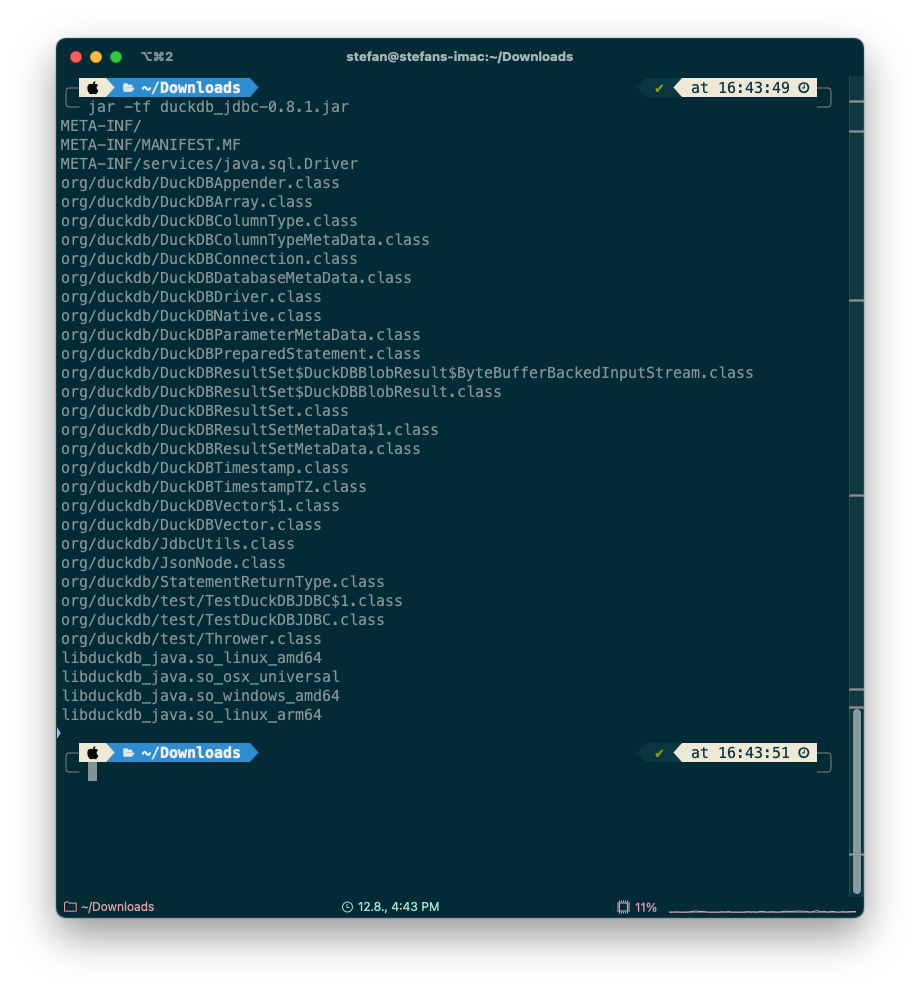 ⌥⌘2
stefan@stefans-imac:~/Downloads
~/Downloads
✔ at 16:43:49
jar -tf duckdb_jdbc-0.8.1.jar
META-INF/
META-INF/MANIFEST.MF
META-INF/services/java.sql.Driver
org/duckdb/DuckDBAppender.class
org/duckdb/DuckDBArray.class
org/duckdb/DuckDBColumnType.class
org/duckdb/DuckDBColumnTypeMetaData.class
org/duckdb/DuckDBConnection.class
org/duckdb/DuckDBDatabaseMetaData.class
org/duckdb/DuckDBDriver.class
org/duckdb/DuckDBNative.class
org/duckdb/DuckDBParameterMetaData.class
org/duckdb/DuckDBPreparedStatement.class
org/duckdb/DuckDBResultSet$DuckDBBlobResult$ByteBufferBackedInputStream.class
org/duckdb/DuckDBResultSet$DuckDBBlobResult.class
org/duckdb/DuckDBResultSet.class
org/duckdb/DuckDBResultSetMetaData$1.class
org/duckdb/DuckDBResultSetMetaData.class
org/duckdb/DuckDBTimestamp.class
org/duckdb/DuckDBTimestampTZ.class
org/duckdb/DuckDBVector$1.class
org/duckdb/DuckDBVector.class
org/duckdb/JdbcUtils.class
org/duckdb/JsonNode.class
org/duckdb/StatementReturnType.class
org/duckdb/test/TestDuckDBJDBC$1.class
org/duckdb/test/TestDuckDBJDBC.class
org/duckdb/test/Thrower.class
libduckdb_java.so_linux_amd64
libduckdb_java.so_osx_universal
libduckdb_java.so_windows_amd64
libduckdb_java.so_linux_arm64
~/Downloads
✔ at 16:43:51
~/Downloads
12.8., 4:43 PM
11%